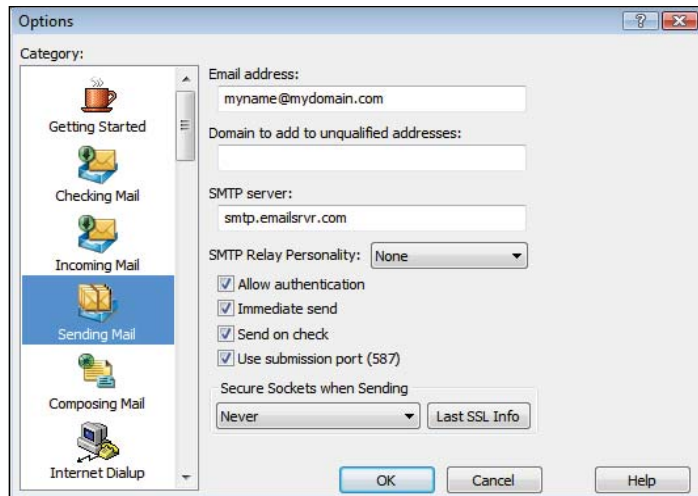 Options
Category:
Getting Started
Checking Mail
Incoming Mail
Sending Mail
Composing Mail
Internet Dialup
Email address:
myname@mydomain.com
Domain to add to unqualified addresses:
SMTP server:
smtp.emailsrvr.com
SMTP Relay Personality: None
Allow authentication
Immediate send
Send on check
Use submission port (587)
Secure Sockets when Sending
Never Last SSL Info
OK Cancel Help